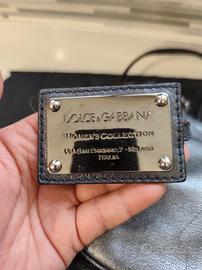 DOLCE & GABBANA
WOMEN'S COLLECTION
VIA SAN DAMIANO, 7 - MILANO
ITALIA